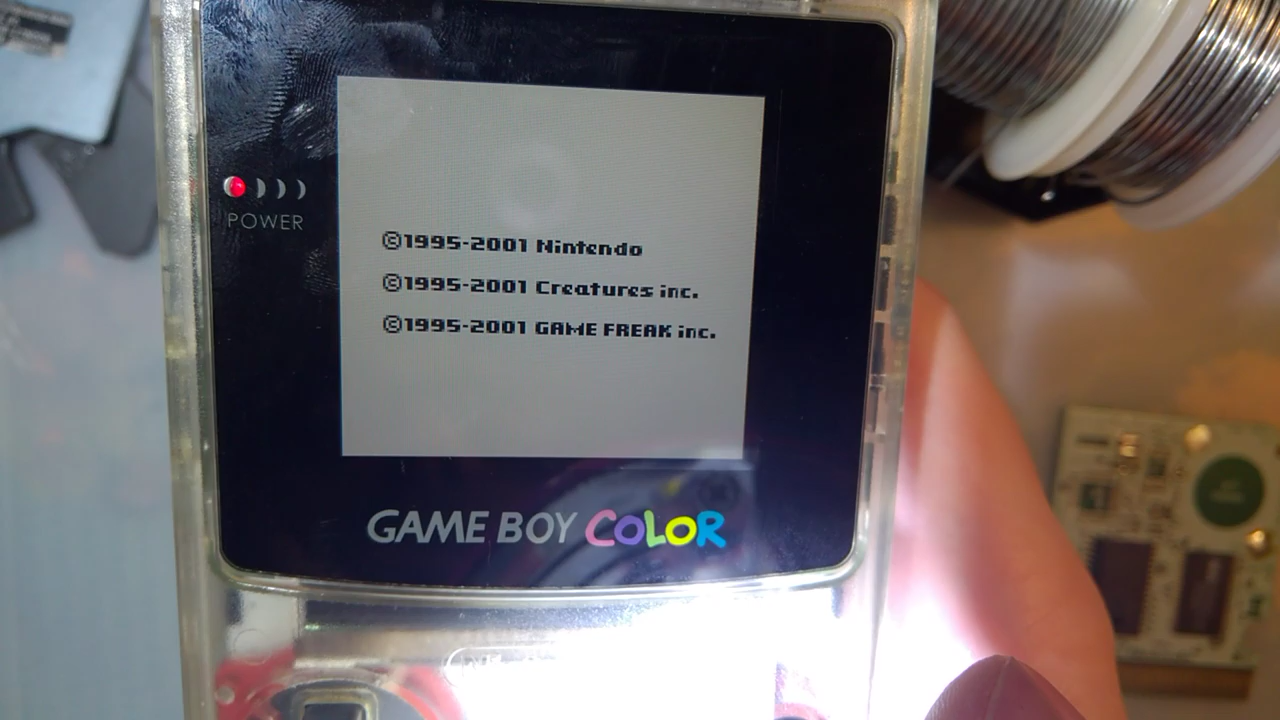 POWER
©1995-2001 Nintendo
©1995-2001 Creatures inc.
©1995-2001 GAME FREAK inc.
GAME BOY COLOR